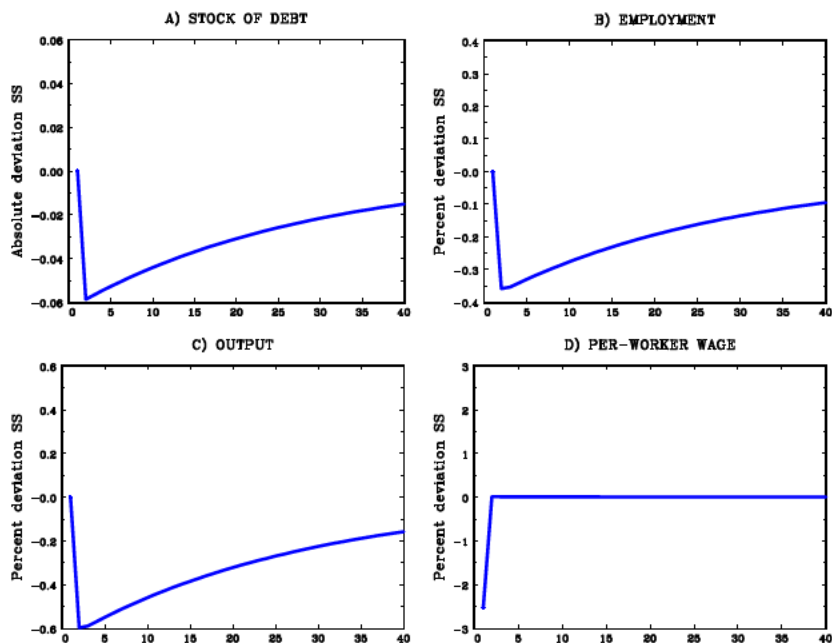 A) STOCK OF DEBT
Absolute deviation SS
0.06
0.04
0.02
0.00
−0.02
−0.04
−0.06
0 5 10 15 20 25 30 35 40
B) EMPLOYMENT
Percent deviation SS
0.4
0.3
0.2
0.1
−0.0
−0.1
−0.2
−0.3
−0.4
0 5 10 15 20 25 30 35 40
C) OUTPUT
Percent deviation SS
0.6
0.4
0.2
−0.0
−0.2
−0.4
−0.6
0 5 10 15 20 25 30 35 40
D) PER−WORKER WAGE
Percent deviation SS
3
2
1
0
−1
−2
−3
0 5 10 15 20 25 30 35 40